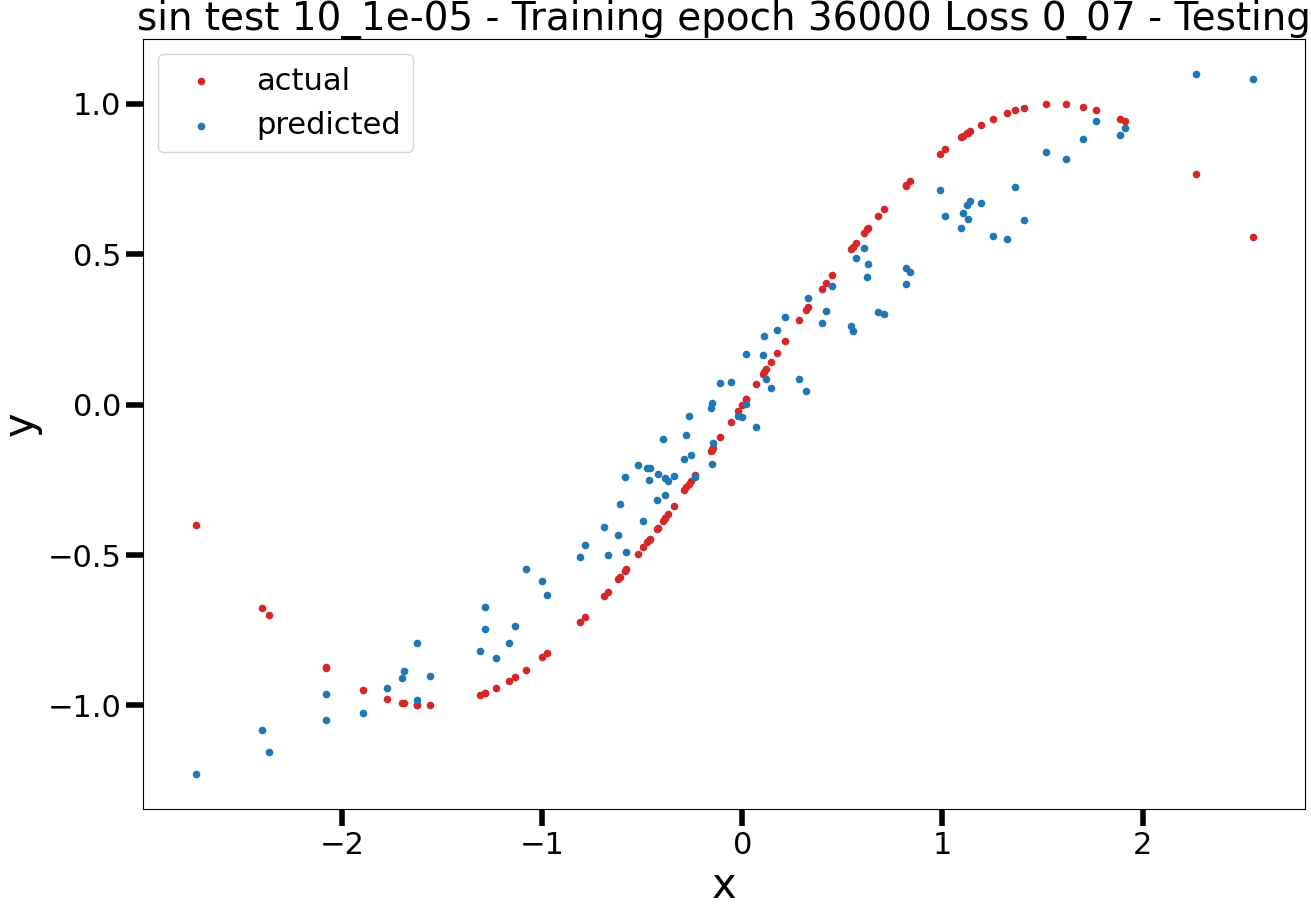 sin test 10_1e-05 - Training epoch 36000 Loss 0_07 - Testing
actual
predicted
1.0
0.5
0.0
−0.5
−1.0
y
−2
−1
0
1
2
x